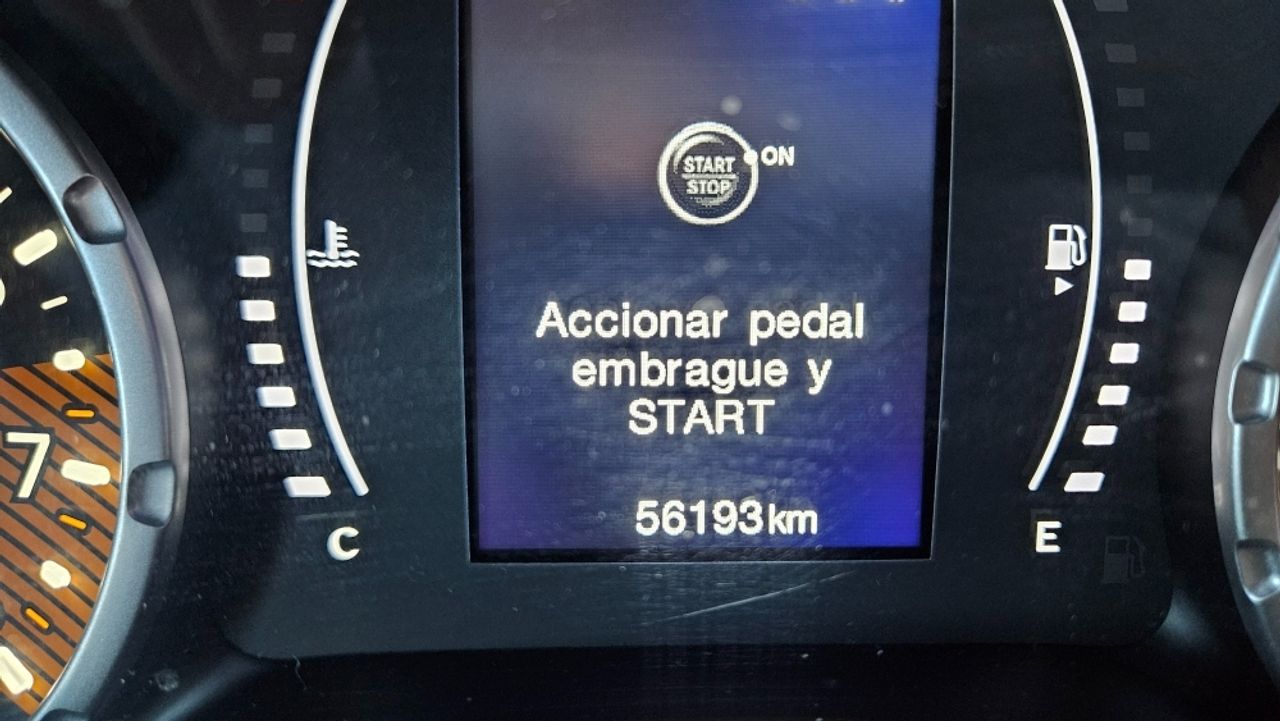 START
STOP
ON
Accionar pedal
embrague y
START
56193km
7
C
E